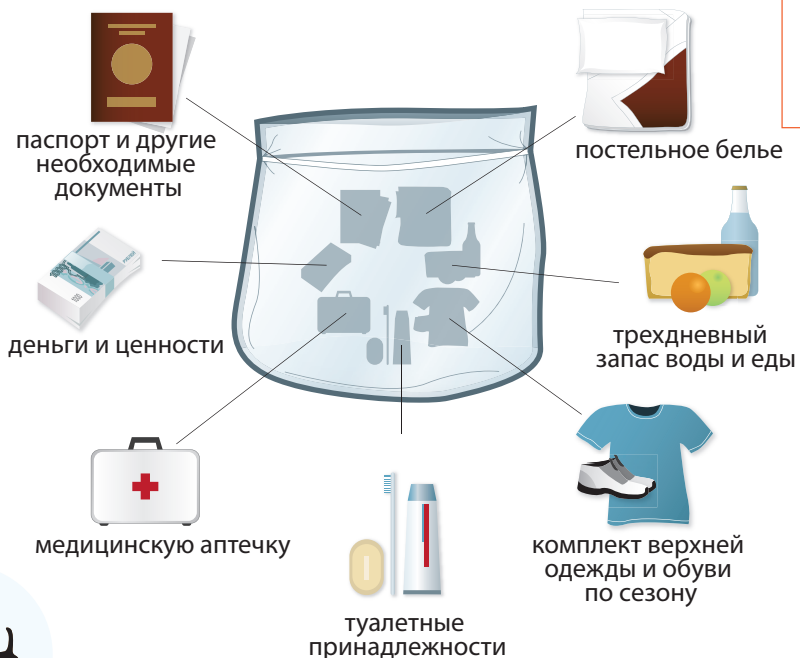 паспорт и другие
необходимые
документы
постельное белье
деньги и ценности
трехдневный
запас воды и еды
медицинскую аптечку
комплект верхней
одежды и обуви
по сезону
туалетные
принадлежности